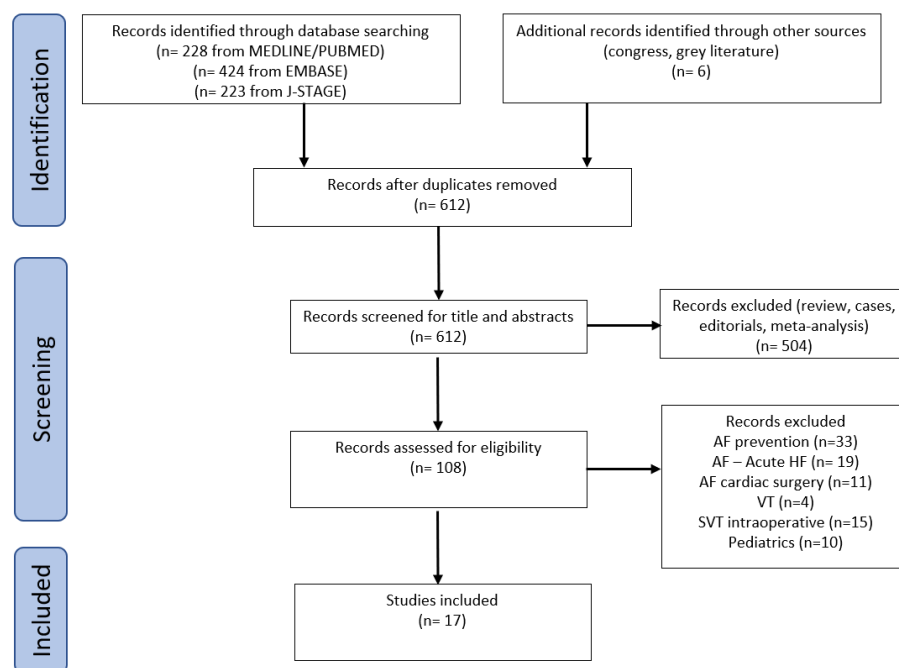 Identification
Records identified through database searching
(n= 228 from MEDLINE/PUBMED)
(n= 424 from EMBASE)
(n= 223 from J-STAGE)
Additional records identified through other sources
(congress, grey literature)
(n= 6)
Records after duplicates removed
(n= 612)
Screening
Records screened for title and abstracts
(n= 612)
Records excluded (review, cases,
editorials, meta-analysis)
(n= 504)
Records assessed for eligibility
(n= 108)
Records excluded
AF prevention (n=33)
AF – Acute HF (n= 19)
AF cardiac surgery (n=11)
VT (n=4)
SVT intraoperative (n=15)
Pediatrics (n=10)
Included
Studies included
(n= 17)